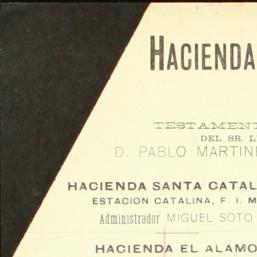 HACIENDA
TESTAMENT
DEL SR. L
D. PABLO MARTIN
HACIENDA SANTA CATAL
ESTACION CATALINA, F. I. M
Administrador MIGUEL SOTO
HACIENDA EL ALAMO